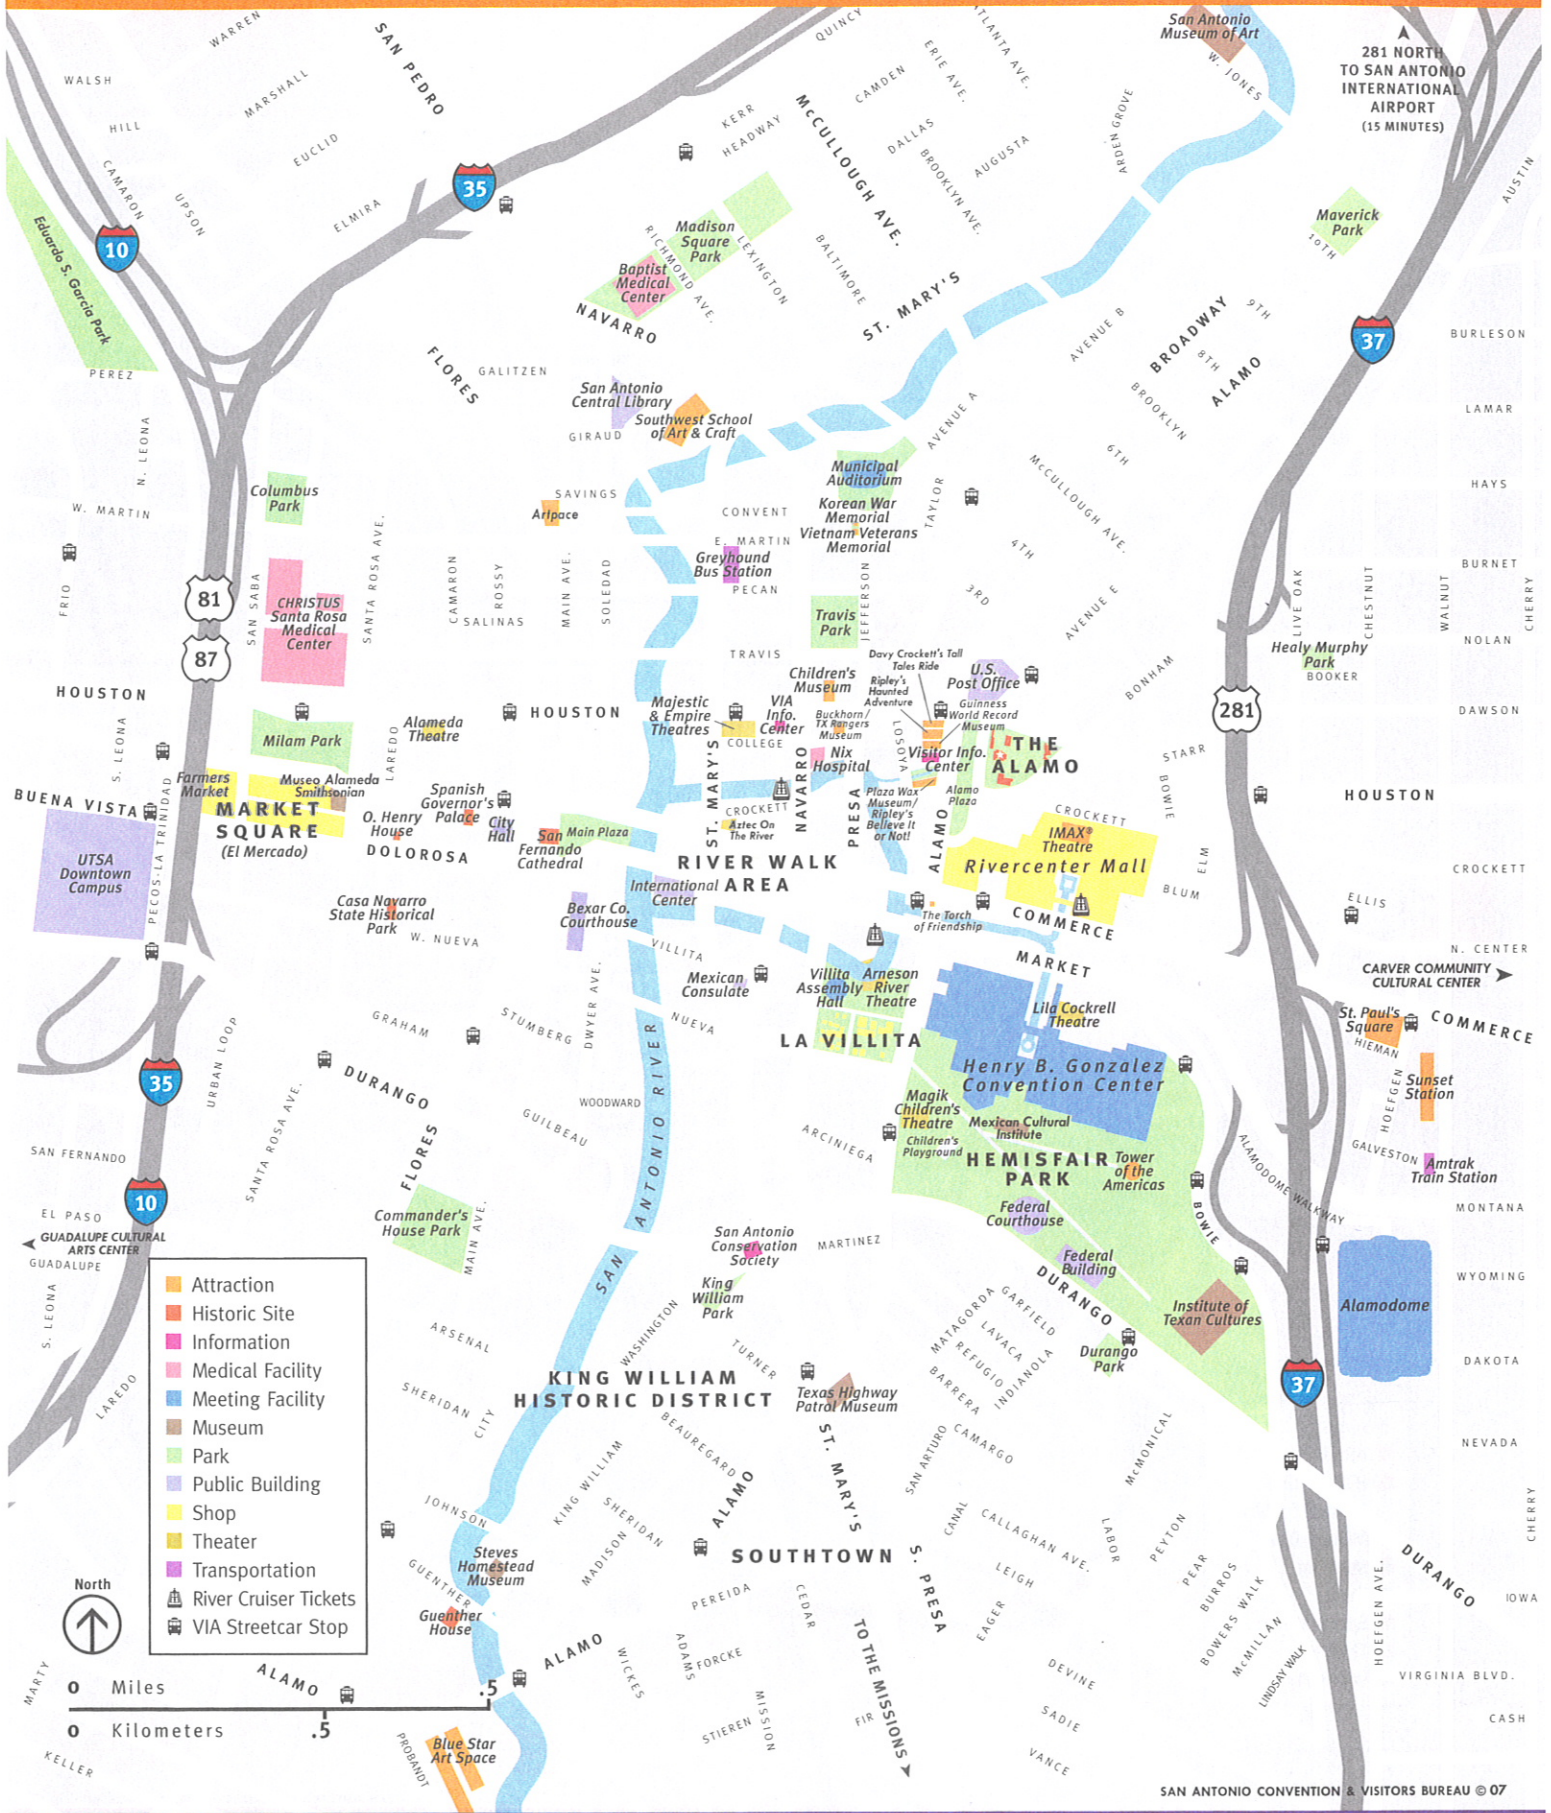 WARREN
SAN PEDRO
QUINCY
ATLANTA AVE.
ERIE AVE.
San Antonio
Museum of Art
W. JONES
281 NORTH
TO SAN ANTONIO
INTERNATIONAL
AIRPORT
(15 MINUTES)
WALSH
MARSHALL
HILL
EUCLID
CAMARON
UPSON
ELMIRA
35
10
KERR
HEADWAY
McCULLOUGH AVE.
CAMDEN
DALLAS
BROOKLYN AVE.
AUGUSTA
ARDEN GROVE
AUSTIN
Eduardo S. Garcia Park
PEREZ
Madison
Square
Park
RICHMOND AVE.
LEXINGTON
BALTIMORE
Baptist
Medical
Center
NAVARRO
ST. MARY'S
Maverick
Park
10TH
AVENUE B
BROADWAY
9TH
8TH
ALAMO
37
BURLESON
FLORES
GALITZEN
San Antonio
Central Library
Southwest School
of Art & Craft
GIRAUD
AVENUE A
BROOKLYN
6TH
McCULLOUGH AVE.
LAMAR
N. LEONA
W. MARTIN
Columbus
Park
SANTA ROSA AVE.
SAVINGS
Artpace
CONVENT
E. MARTIN
Municipal
Auditorium
Korean War
Memorial
Vietnam Veterans
Memorial
TAYLOR
4TH
3RD
AVENUE E
HAYS
FRIO
81
87
SAN SABA
CHRISTUS
Santa Rosa
Medical
Center
CAMARON
ROSSY
SALINAS
MAIN AVE.
SOLEDAD
Greyhound
Bus Station
PECAN
Travis
Park
JEFFERSON
TRAVIS
BURNET
LIVE OAK
CHESTNUT
WALNUT
CHERRY
NOLAN
Healy Murphy
Park
BOOKER
BONHAM
Davy Crockett's Tall
Tales Ride
Ripley's
Haunted
Adventure
U.S.
Post Office
Guinness
World Record
Museum
Children's
Museum
HOUSTON
S. LEONA
Milam Park
Alameda
Theatre
LAREDO
HOUSTON
Majestic
& Empire
Theatres
VIA
Info.
Center
COLLEGE
Buckhorn/
TX Rangers
Museum
Nix
Hospital
LOSOYA
Visitor Info.
Center
THE
ALAMO
281
DAWSON
STARR
BOWIE
HOUSTON
BUENA VISTA
Farmers
Market
MARKET
SQUARE
(El Mercado)
Museo Alameda
Smithsonian
O. Henry
House
DOLOROSA
Spanish
Governor's
Palace
City
Hall
San
Fernando
Cathedral
Main Plaza
ST. MARY'S
CROCKETT
Aztec On
The River
NAVARRO
PRESA
Plaza Wax
Museum/
Ripley's
Believe It
or Not!
Alamo
Plaza
ALAMO
CROCKETT
IMAX®
Theatre
Rivercenter Mall
BLUM
ELM
CROCKETT
UTSA
Downtown
Campus
PECOS-LA TRINIDAD
RIVER WALK
AREA
International
Center
Casa Navarro
State Historical
Park
W. NUEVA
Bexar Co.
Courthouse
VILLITA
The Torch
of Friendship
COMMERCE
MARKET
ELLIS
N. CENTER
CARVER COMMUNITY
CULTURAL CENTER
Mexican
Consulate
NUEVA
Villita
Assembly
Hall
Arneson
River
Theatre
LA VILLITA
Lila Cockrell
Theatre
Henry B. Gonzalez
Convention Center
St. Paul's
Square
COMMERCE
HIEMAN
HOEFGEN
Sunset
Station
GRAHAM
STUMBERG
DWYER AVE.
URBAN LOOP
35
DURANGO
SANTA ROSA AVE.
FLORES
WOODWARD
GUILBEAU
SAN ANTONIO RIVER
ARCINIEGA
Magik
Children's
Theatre
Children's
Playground
Mexican Cultural
Institute
HEMISFAIR
PARK
Tower
of the
Americas
Federal
Courthouse
Federal
Building
BOWIE
ALAMODOME WALKWAY
GALVESTON
Amtrak
Train Station
MONTANA
SAN FERNANDO
10
EL PASO
GUADALUPE CULTURAL
ARTS CENTER
GUADALUPE
S. LEONA
Commander's
House Park
MAIN AVE.
San Antonio
Conservation
Society
MARTINEZ
King
William
Park
DURANGO
Institute of
Texan Cultures
Alamodome
WYOMING
Attraction
Historic Site
Information
Medical Facility
Meeting Facility
Museum
Park
Public Building
Shop
Theater
Transportation
River Cruiser Tickets
VIA Streetcar Stop
LAREDO
ARSENAL
SHERIDAN
CITY
WASHINGTON
TURNER
KING WILLIAM
HISTORIC DISTRICT
Texas Highway
Patrol Museum
MATAGORDA
GARFIELD
LAVACA
REFUGIO
BARRERA
INDIANOLA
Durango
Park
37
DAKOTA
NEVADA
BEAUREGARD
KING WILLIAM
ALAMO
ST. MARY'S
SAN ARTURO
CAMARGO
McMONICAL
JOHNSON
SHERIDAN
MADISON
SOUTHTOWN
CANAL
CALLAGHAN AVE.
LABOR
PEYTON
CHERRY
GUENTHER
Steves
Homestead
Museum
Guenther
House
PEREIDA
CEDAR
S. PRESA
LEIGH
EAGER
PEAR
BURROS
BOWERS WALK
McMILLAN
LINDSAY WALK
HOEFGEN AVE.
DURANGO
IOWA
North
ALAMO
ALAMO
WICKES
ADAMS
FORCKE
TO THE MISSIONS
DEVINE
VIRGINIA BLVD.
MARTY
0 Miles .5
0 Kilometers .5
KELLER
PROBANDT
Blue Star
Art Space
STIEREN
MISSION
FIR
SADIE
VANCE
CASH
SAN ANTONIO CONVENTION & VISITORS BUREAU © 07